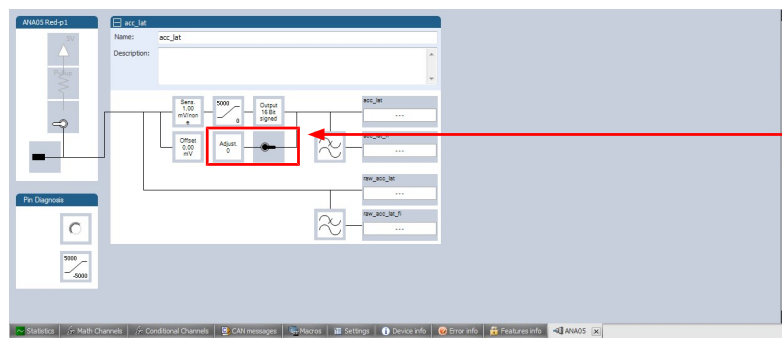 ANA05 Red-p1
acc_lat
5V
Pullup
Name:
acc_lat
Description:
Sens.
1.00
mV/non
e
5000
0
Output
16 Bit
signed
acc_lat
---
Offset
0.00
mV
Adjust.
0
---
raw_acc_lat
---
raw_acc_lat_fi
---
Pin Diagnosis
5000
-5000
Statistics
Math Channels
Conditional Channels
CAN messages
Macros
Settings
Device info
Error info
Features info
ANA05